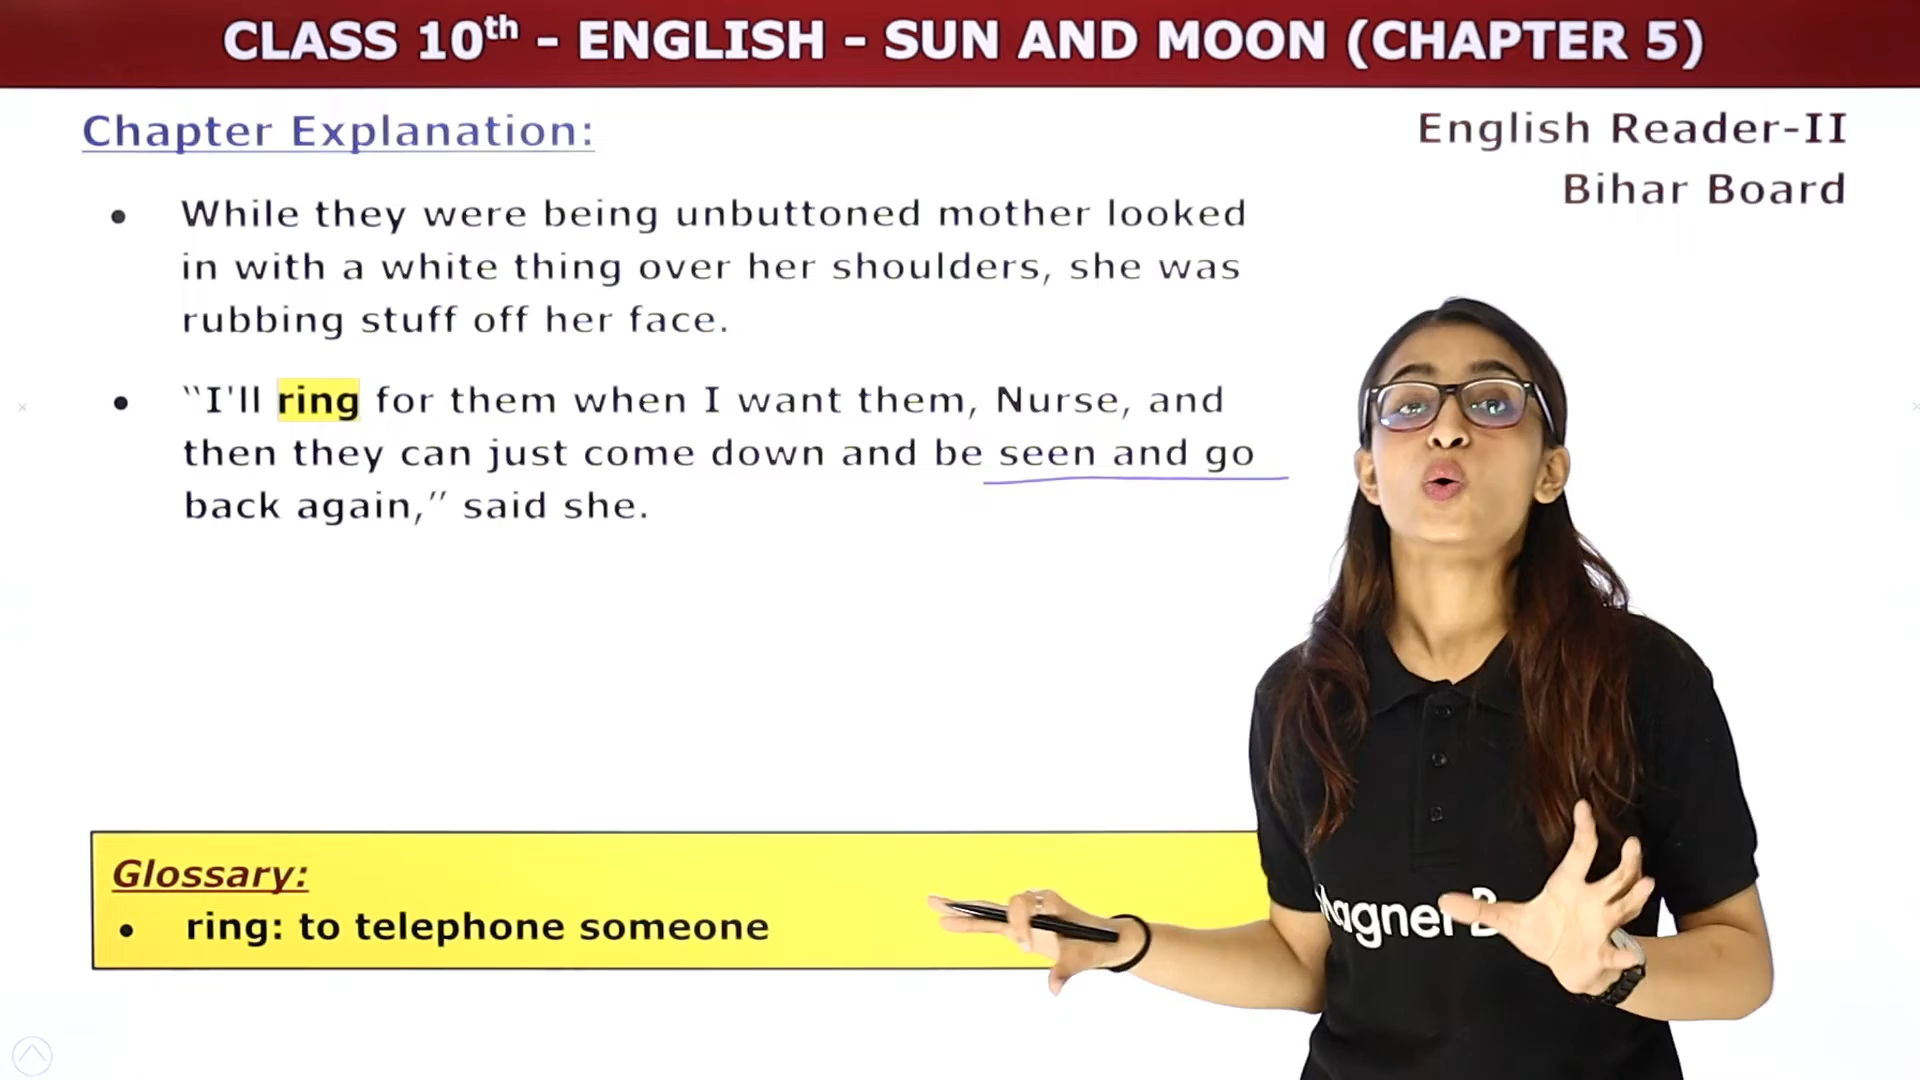 CLASS 10th - ENGLISH - SUN AND MOON (CHAPTER 5)
Chapter Explanation:
English Reader-II
Bihar Board
• While they were being unbuttoned mother looked
in with a white thing over her shoulders, she was
rubbing stuff off her face.
• “I'll ring for them when I want them, Nurse, and
then they can just come down and be seen and go
back again,” said she.
Glossary:
• ring: to telephone someone